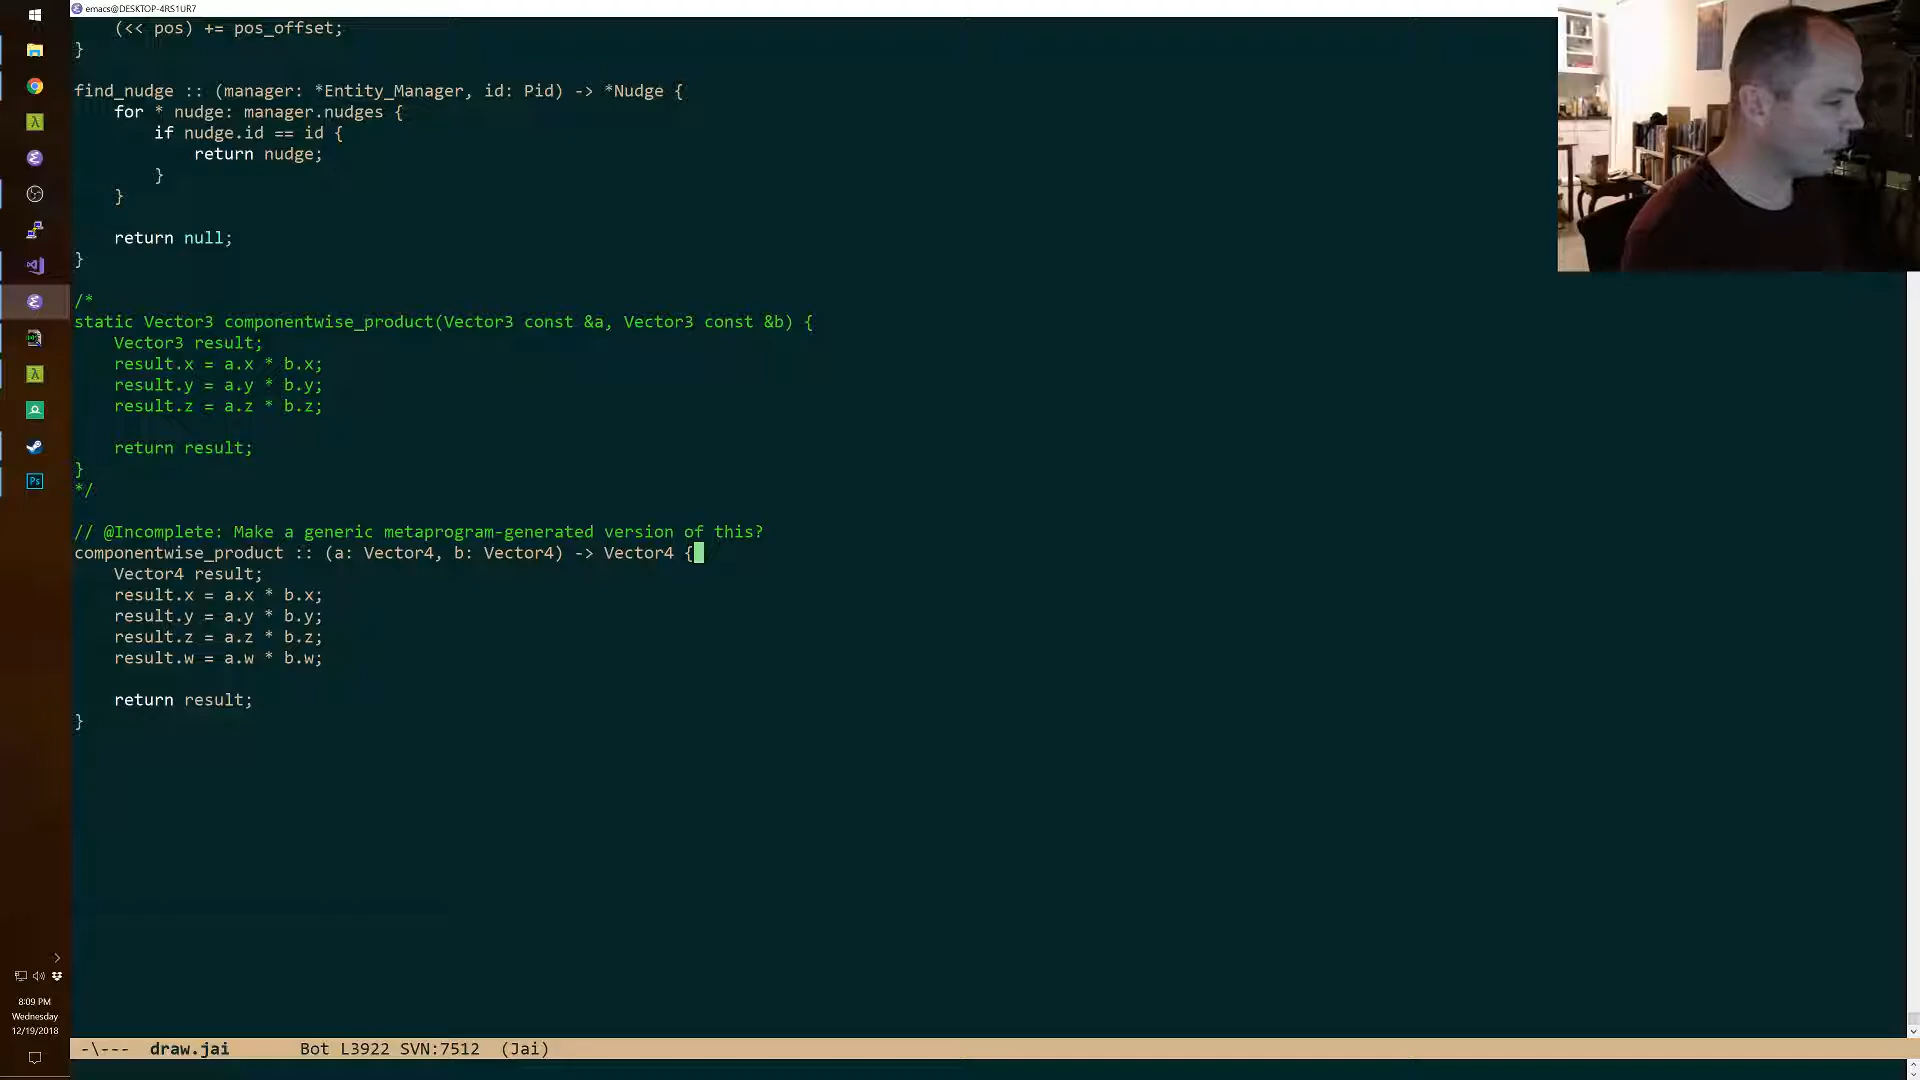 emacs@DESKTOP-4RS1UR7
(<< pos) += pos_offset;
}
find_nudge :: (manager: *Entity_Manager, id: Pid) -> *Nudge {
for * nudge: manager.nudges {
if nudge.id == id {
return nudge;
}
}
return null;
}
/*
static Vector3 componentwise_product(Vector3 const &a, Vector3 const &b) {
Vector3 result;
result.x = a.x * b.x;
result.y = a.y * b.y;
result.z = a.z * b.z;
return result;
}
*/
// @Incomplete: Make a generic metaprogram-generated version of this?
componentwise_product :: (a: Vector4, b: Vector4) -> Vector4 {
Vector4 result;
result.x = a.x * b.x;
result.y = a.y * b.y;
result.z = a.z * b.z;
result.w = a.w * b.w;
return result;
}
Ps
8:09 PM
Wednesday
12/19/2018
-\--- draw.jai Bot L3922 SVN:7512 (Jai)